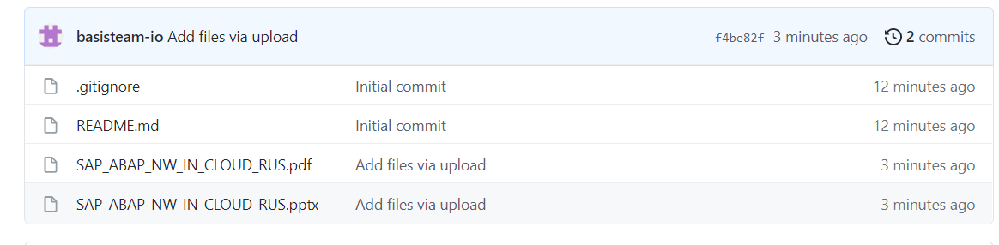 basisteam-io Add files via upload f4be82f 3 minutes ago 2 commits
.gitignore Initial commit 12 minutes ago
README.md Initial commit 12 minutes ago
SAP_ABAP_NW_IN_CLOUD_RUS.pdf Add files via upload 3 minutes ago
SAP_ABAP_NW_IN_CLOUD_RUS.pptx Add files via upload 3 minutes ago